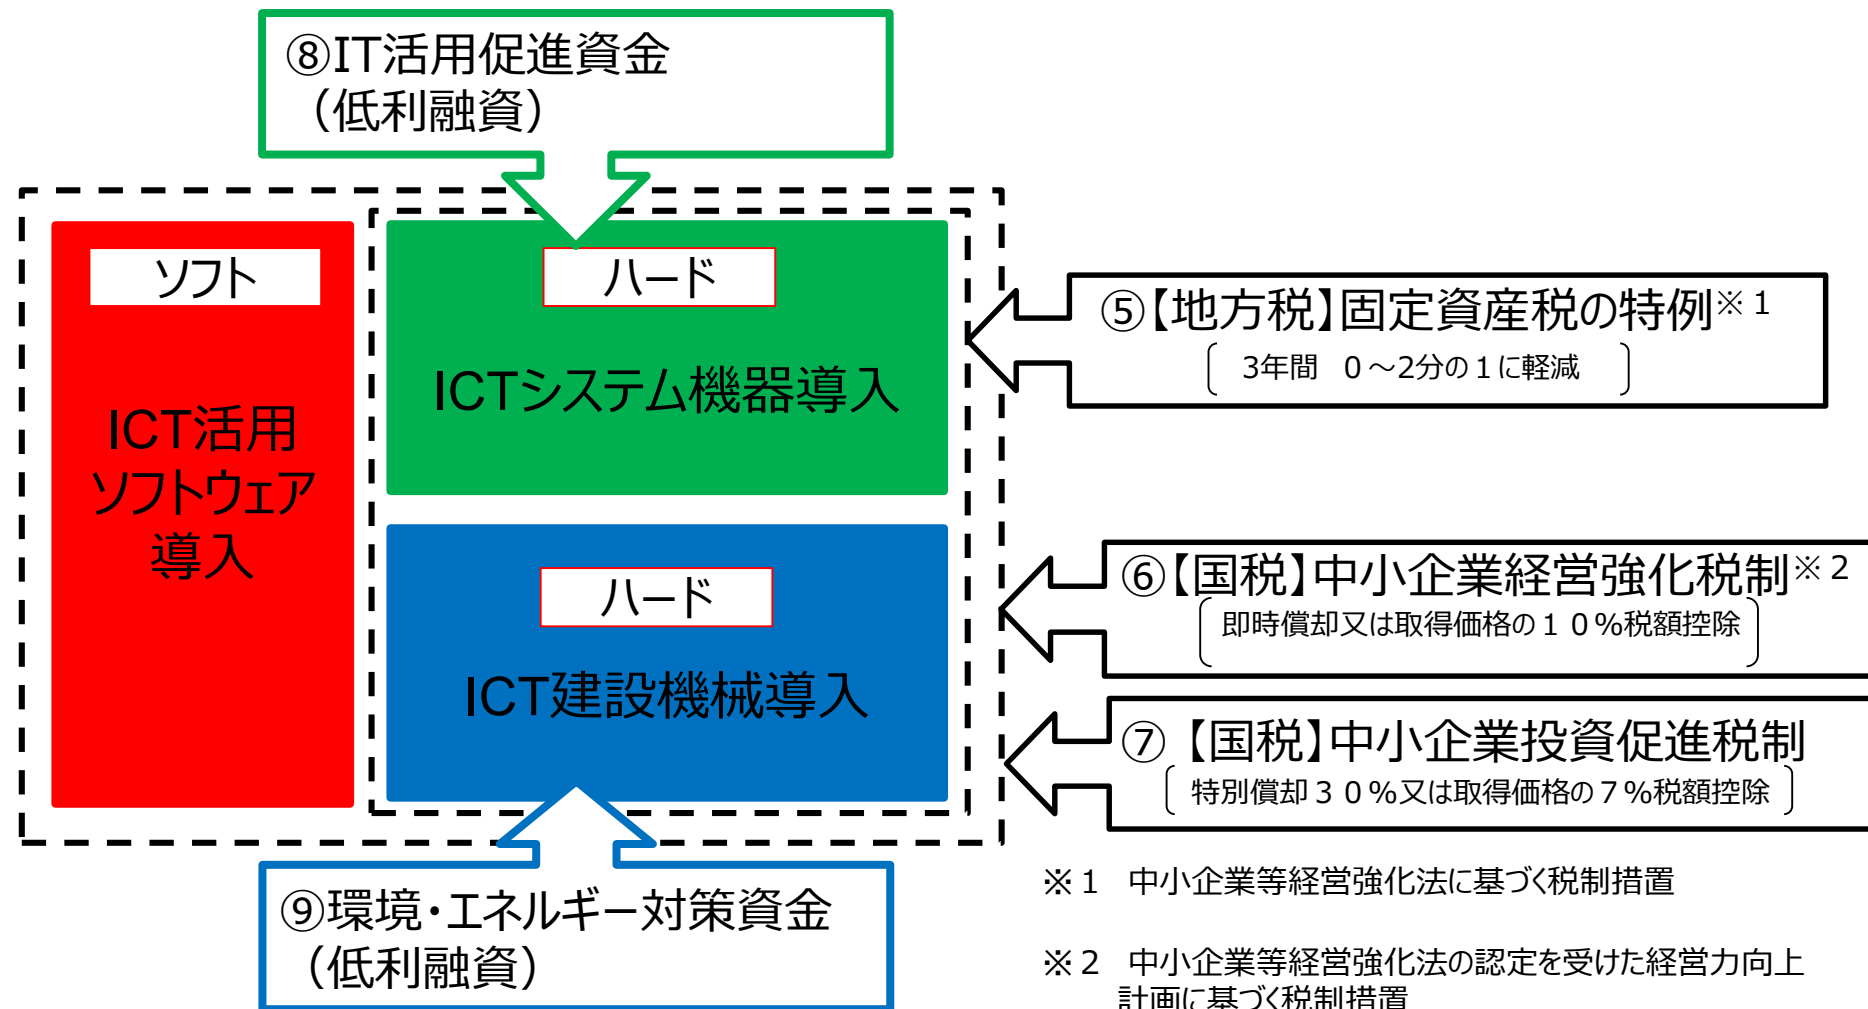 ⑧IT活用促進資金
（低利融資）
ソフト
ICT活用
ソフトウェア
導入
ハード
ICTシステム機器導入
ハード
ICT建設機械導入
⑤【地方税】固定資産税の特例※１
3年間　０～2分の１に軽減
⑥【国税】中小企業経営強化税制※２
即時償却又は取得価格の１０％税額控除
⑦【国税】中小企業投資促進税制
特別償却３０％又は取得価格の７％税額控除
⑨環境・エネルギー対策資金
（低利融資）
※１　中小企業等経営強化法に基づく税制措置
※２　中小企業等経営強化法の認定を受けた経営力向上
計画に基づく税制措置